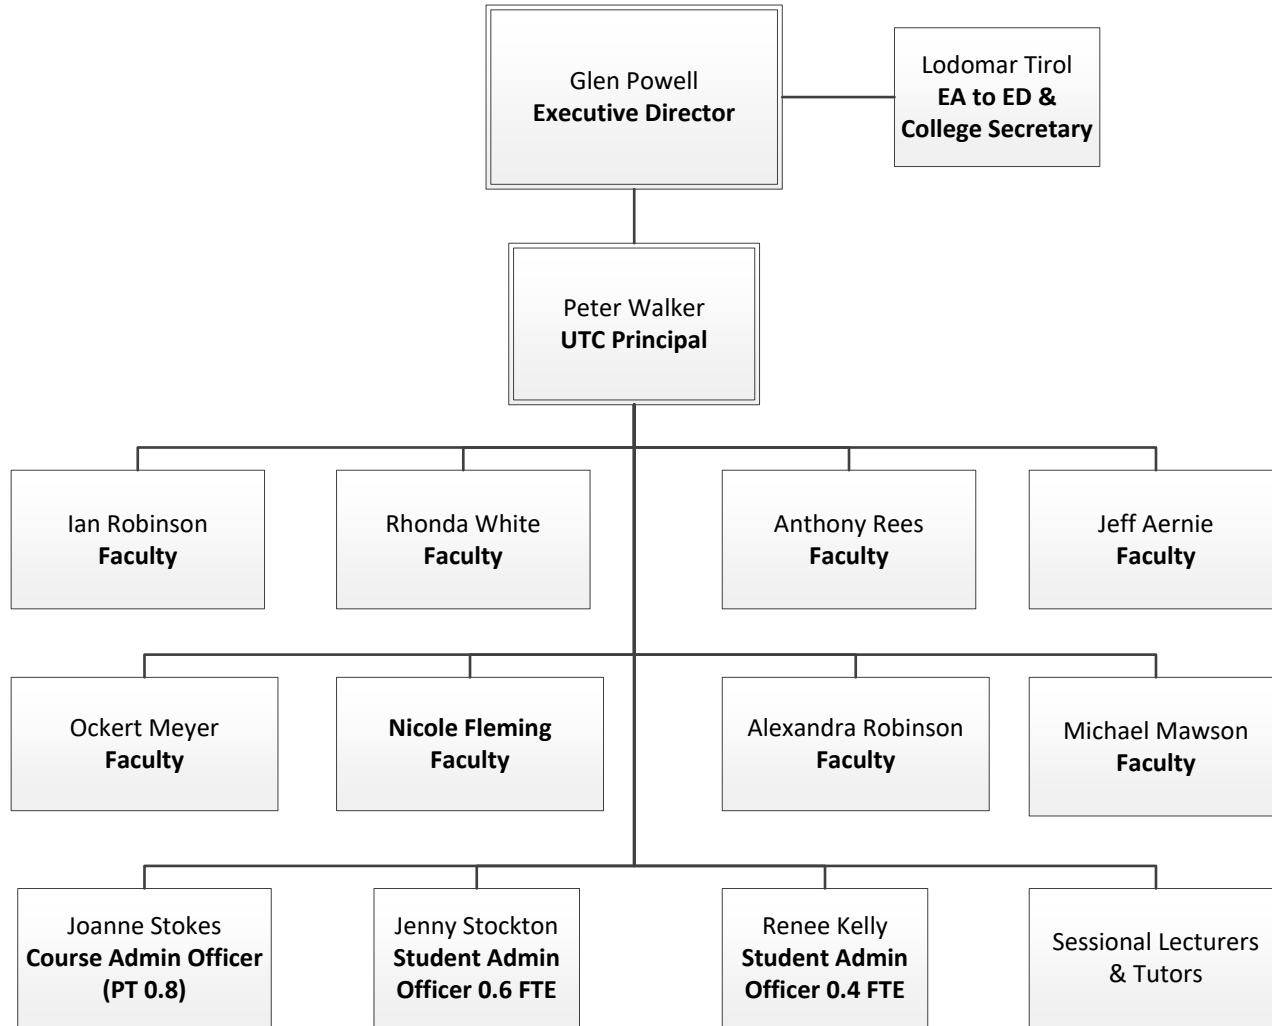 Glen Powell
Executive Director
Lodomar Tirol
EA to ED &
College Secretary
Peter Walker
UTC Principal
Ian Robinson
Faculty
Rhonda White
Faculty
Anthony Rees
Faculty
Jeff Aernie
Faculty
Ockert Meyer
Faculty
Nicole Fleming
Faculty
Alexandra Robinson
Faculty
Michael Mawson
Faculty
Joanne Stokes
Course Admin Officer
(PT 0.8)
Jenny Stockton
Student Admin
Officer 0.6 FTE
Renee Kelly
Student Admin
Officer 0.4 FTE
Sessional Lecturers
& Tutors